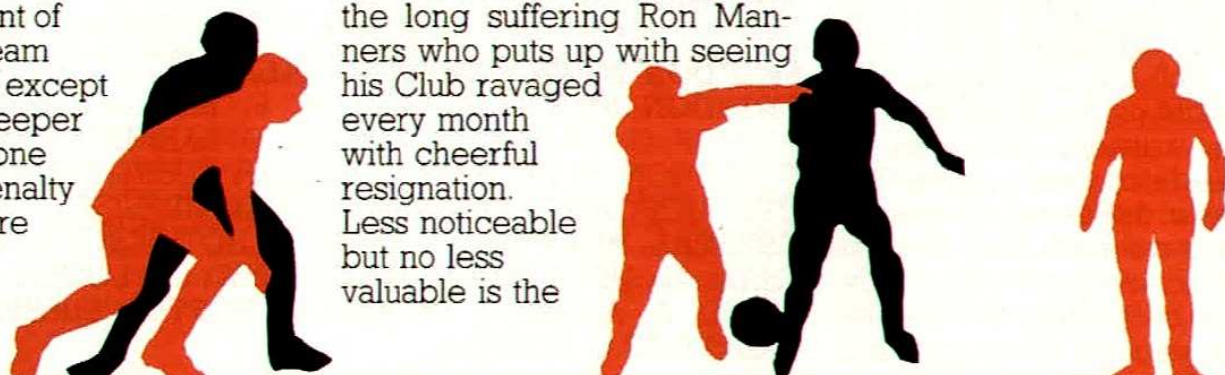 nt of
eam
except
eeper
one
enalty
re
the long suffering Ron Man-
ners who puts up with seeing
his Club ravaged
every month
with cheerful
resignation.
Less noticeable
but no less
valuable is the